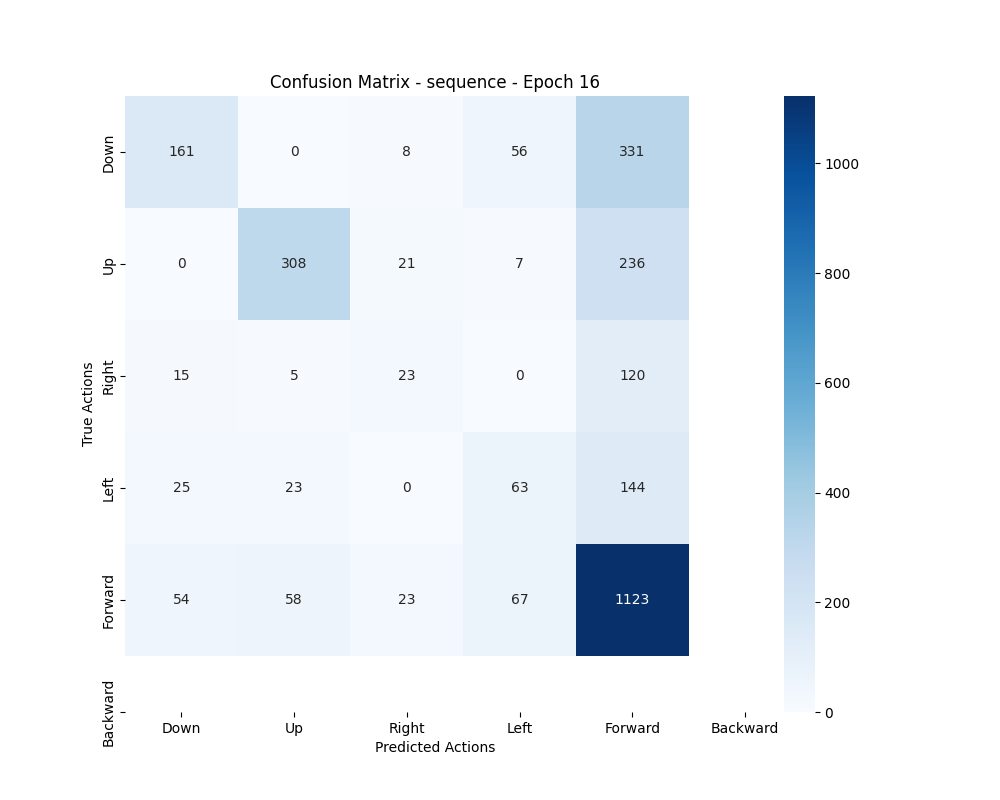 Confusion Matrix - sequence - Epoch 16
True Actions
Down 161 0 8 56 331
Up 0 308 21 7 236
Right 15 5 23 0 120
Left 25 23 0 63 144
Forward 54 58 23 67 1123
Backward
Down Up Right Left Forward Backward
Predicted Actions
1000
800
600
400
200
0